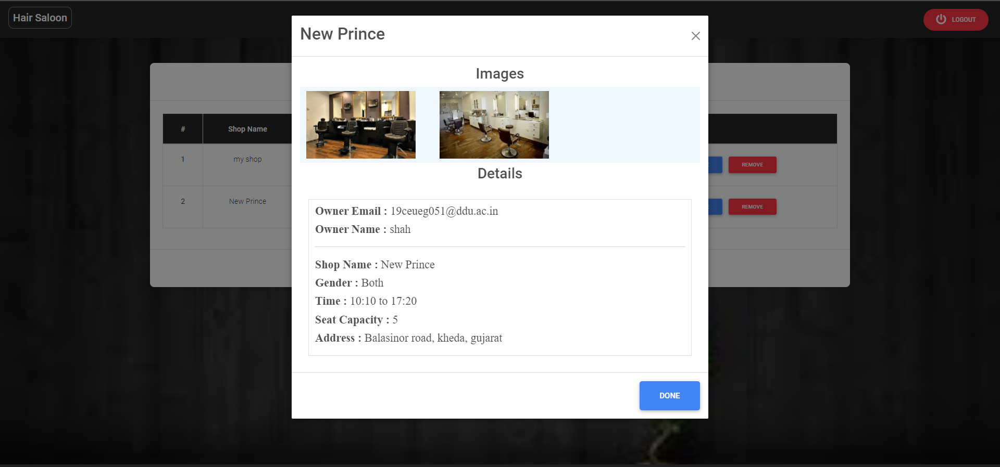 Hair Saloon
LOGOUT
New Prince
Images
Details
Owner Email : 19ceueg051@ddu.ac.in
Owner Name : shah
Shop Name : New Prince
Gender : Both
Time : 10:10 to 17:20
Seat Capacity : 5
Address : Balasinor road, kheda, gujarat
DONE
# Shop Name
1 my shop REMOVE
2 New Prince REMOVE